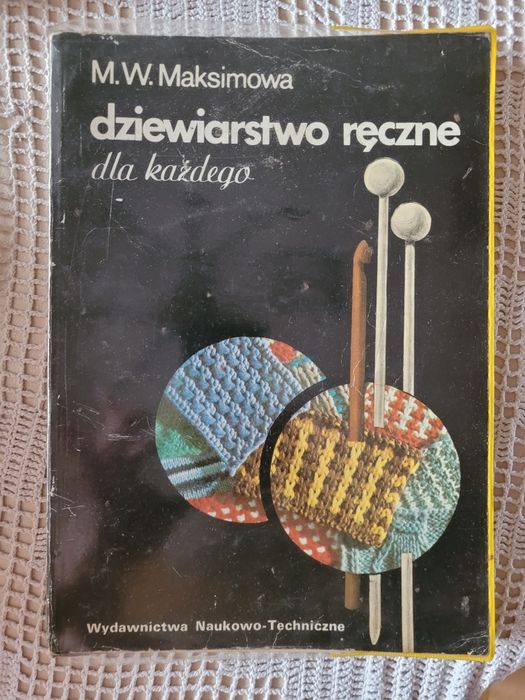 M. W. Maksimowa
dziewiarstwo ręczne
dla każdego
Wydawnictwa Naukowo-Techniczne